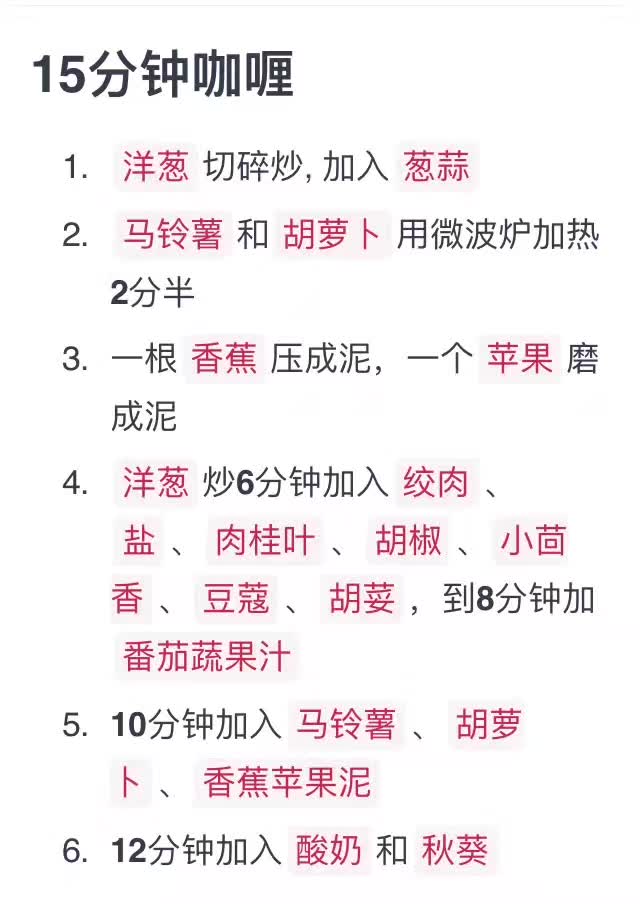 15分钟咖喱
1. 洋葱 切碎炒, 加入 葱蒜
2. 马铃薯 和 胡萝卜 用微波炉加热
2分半
3. 一根 香蕉 压成泥，一个 苹果 磨
成泥
4. 洋葱 炒6分钟加入 绞肉 、
盐 、 肉桂叶 、 胡椒 、 小茴
香 、 豆蔻 、 胡荽 ，到8分钟加
番茄蔬果汁
5. 10分钟加入 马铃薯 、 胡萝
卜 、 香蕉苹果泥
6. 12分钟加入 酸奶 和 秋葵